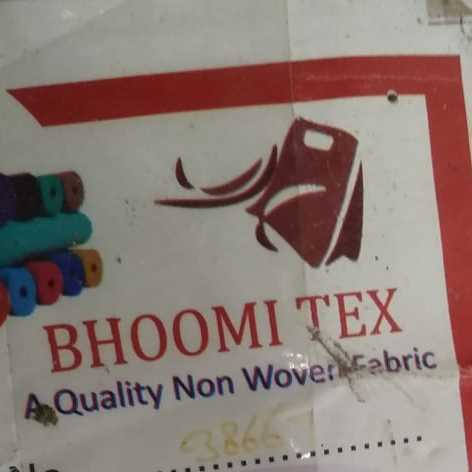 BHOOMI TEX
A Quality Non Woven Fabric